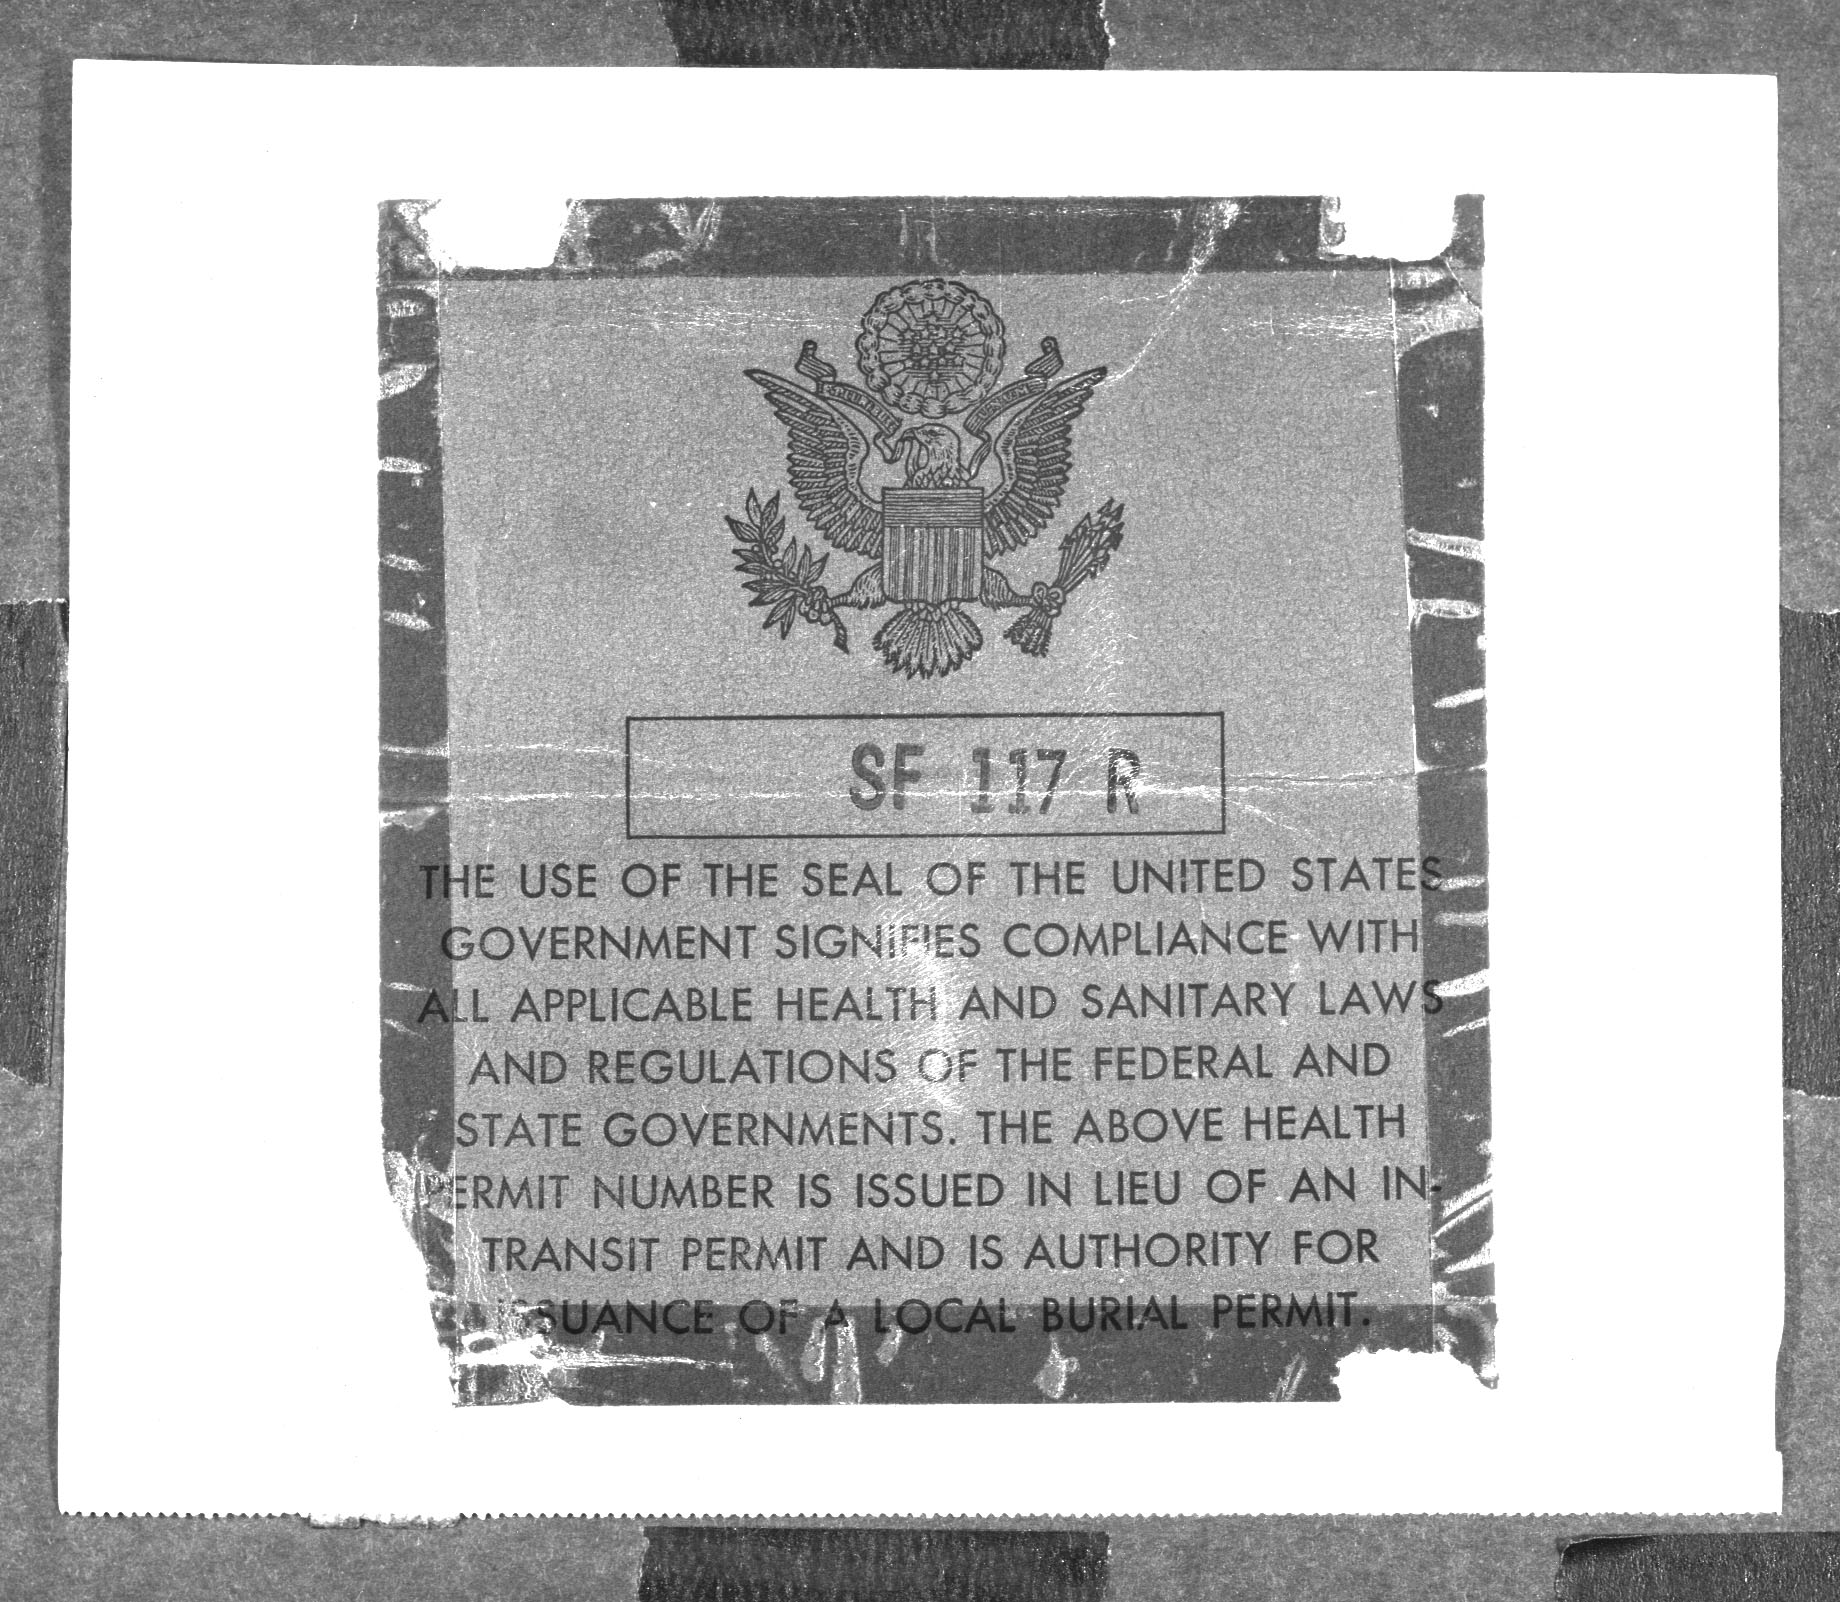 SF 117 R
THE USE OF THE SEAL OF THE UNITED STATES
GOVERNMENT SIGNIFIES COMPLIANCE WITH
ALL APPLICABLE HEALTH AND SANITARY LAWS
AND REGULATIONS OF THE FEDERAL AND
STATE GOVERNMENTS. THE ABOVE HEALTH
PERMIT NUMBER IS ISSUED IN LIEU OF AN IN-
TRANSIT PERMIT AND IS AUTHORITY FOR
ISSUANCE OF A LOCAL BURIAL PERMIT.